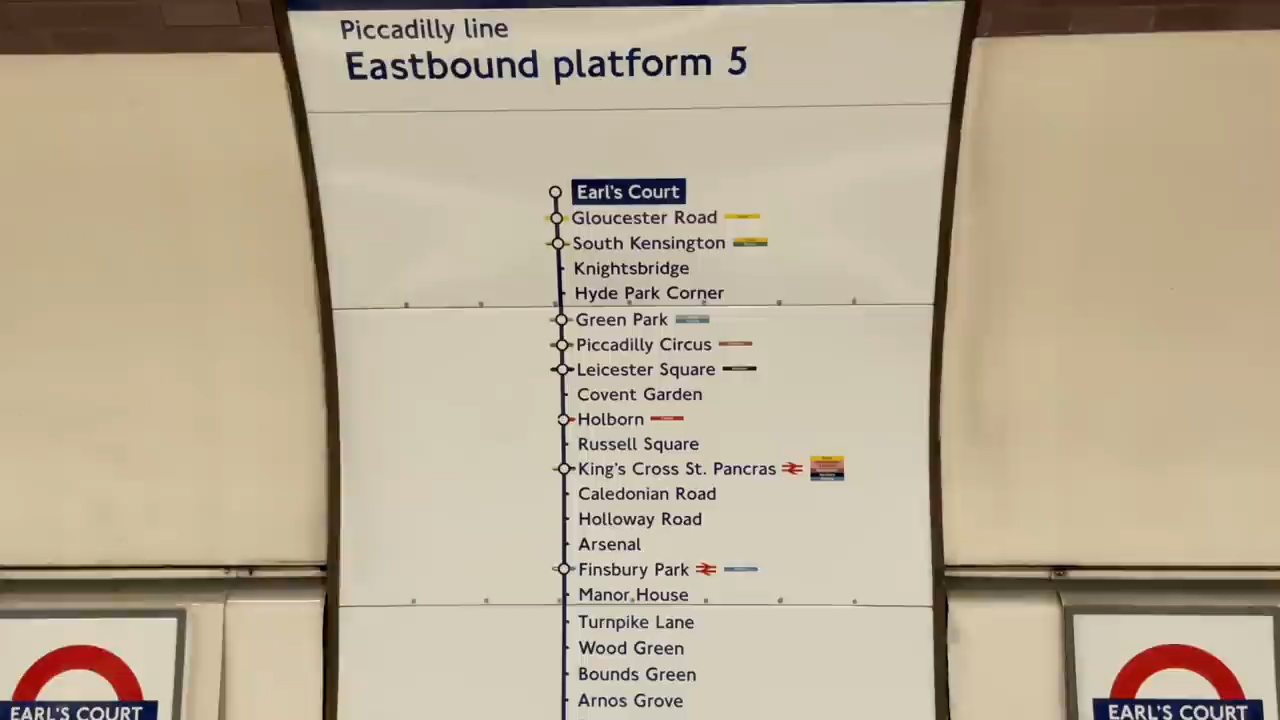 Piccadilly line
Eastbound platform 5
Earl's Court
Gloucester Road
South Kensington
Knightsbridge
Hyde Park Corner
Green Park
Piccadilly Circus
Leicester Square
Covent Garden
Holborn
Russell Square
King's Cross St. Pancras
Caledonian Road
Holloway Road
Arsenal
Finsbury Park
Manor House
Turnpike Lane
Wood Green
Bounds Green
Arnos Grove
EARL'S COURT
EARL'S COURT